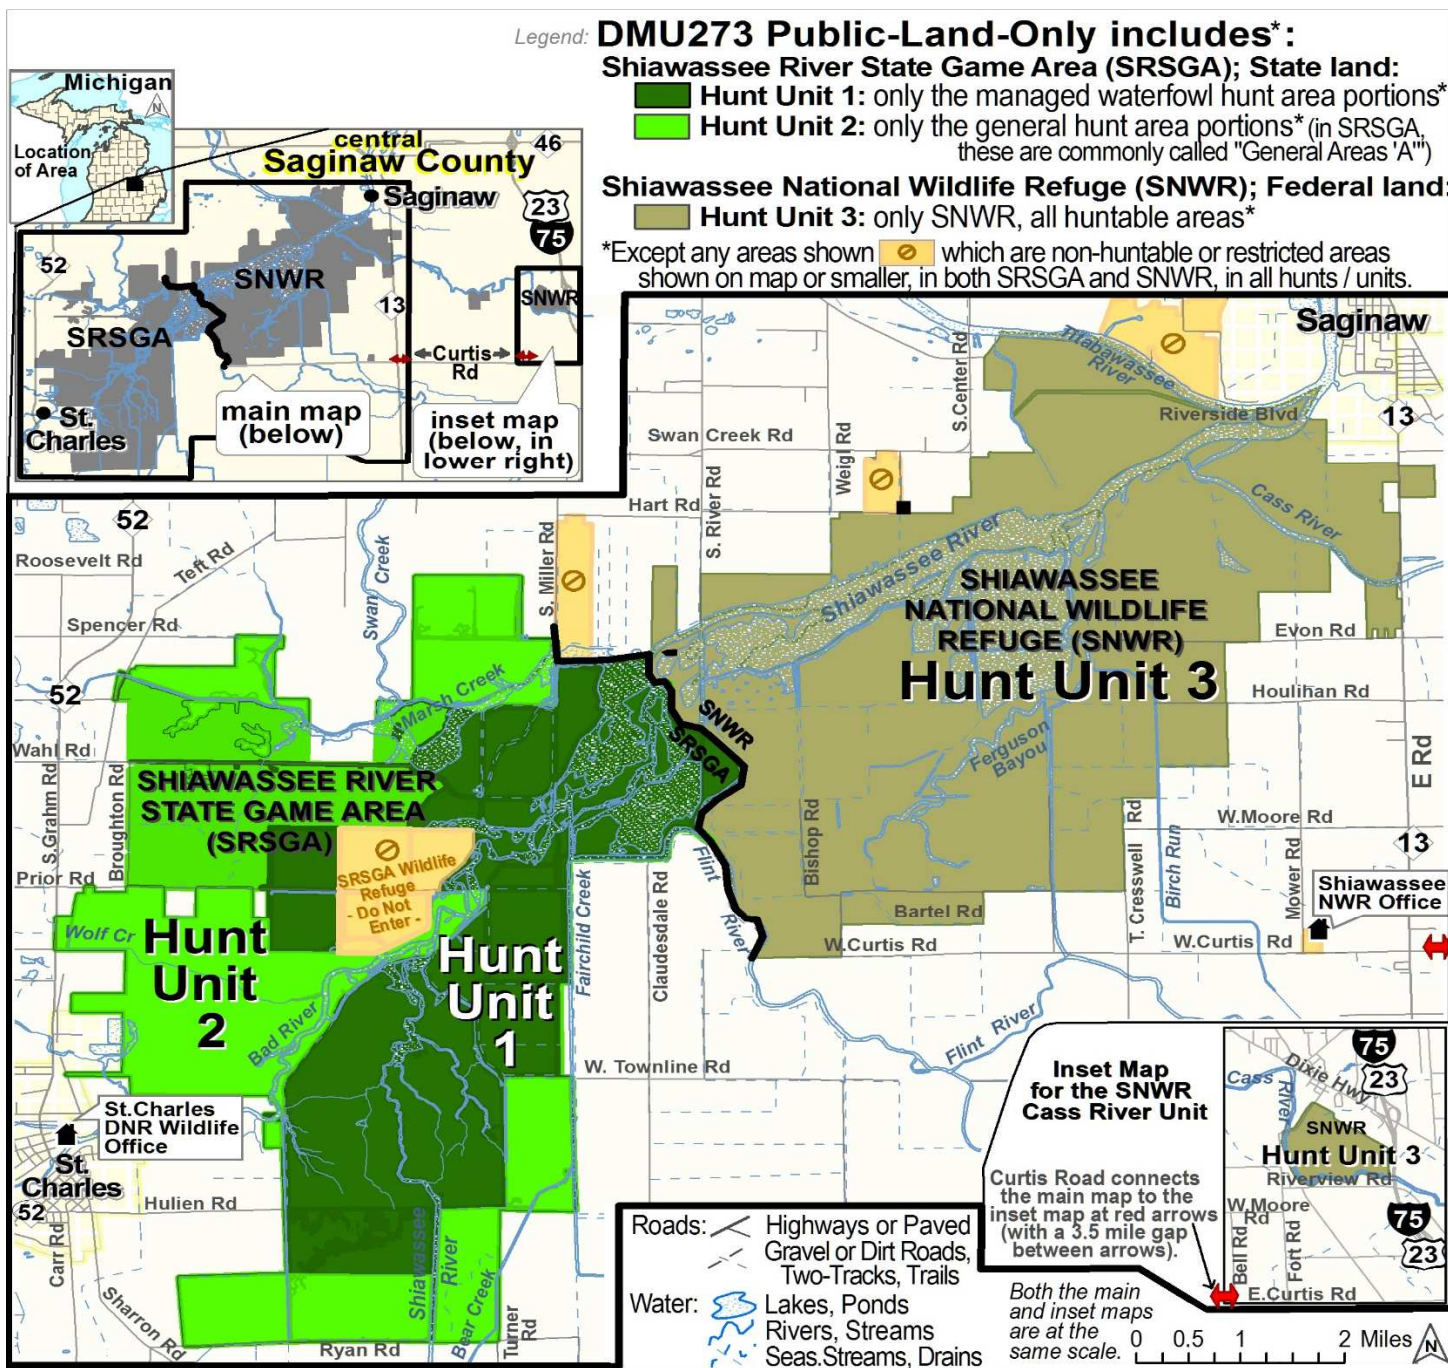 Legend: DMU273 Public-Land-Only includes*:
Shiawassee River State Game Area (SRSGA); State land:
Hunt Unit 1: only the managed waterfowl hunt area portions*
Hunt Unit 2: only the general hunt area portions* (in SRSGA,
these are commonly called "General Areas 'A'")
Shiawassee National Wildlife Refuge (SNWR); Federal land:
Hunt Unit 3: only SNWR, all huntable areas*
*Except any areas shown which are non-huntable or restricted areas
shown on map or smaller, in both SRSGA and SNWR, in all hunts / units.
Michigan
N
Location
of Area
central
Saginaw County
46
Saginaw
23
75
52
SNWR
SNWR
13
SRSGA
Curtis
Rd
St.
Charles
main map
(below)
inset map
(below, in
lower right)
Saginaw
Titabawassee
River
S.Center Rd
Riverside Blvd
13
Swan Creek Rd
Weigl Rd
S. River Rd
Hart Rd
Cass River
52
Roosevelt Rd
Teft Rd
Swan
Creek
S. Miller Rd
Shiawassee River
SHIAWASSEE
NATIONAL WILDLIFE
REFUGE (SNWR)
Hunt Unit 3
Spencer Rd
Evon Rd
52
Houlihan Rd
Marsh Creek
SNWR
SRSGA
Ferguson
Bayou
E Rd
Wahl Rd
S.Grahm Rd
Broughton Rd
SHIAWASSEE RIVER
STATE GAME AREA
(SRSGA)
Bishop Rd
T. Cresswell Rd
Birch Run
W.Moore Rd
Mower Rd
13
SRSGA Wildlife
Refuge
- Do Not
Enter -
Prior Rd
Flint
River
Fairchild Creek
Claudesdale Rd
Shiawassee
NWR Office
Bartel Rd
Wolf Cr
Hunt
Unit
2
Hunt
Unit
1
W.Curtis Rd
W.Curtis Rd
Bad River
Flint River
W. Townline Rd
St.Charles
DNR Wildlife
Office
St.
Charles
52
Hulien Rd
Carr Rd
Sharron Rd
Shiawassee
River
Bear Creek
Turner
Rd
Ryan Rd
Inset Map
for the SNWR
Cass River Unit
Curtis Road connects
the main map to the
inset map at red arrows
(with a 3.5 mile gap
between arrows).
75
23
Dixie Hwy
Cass
River
SNWR
Hunt Unit 3
Riverview Rd
W.Moore
Rd
Bell Rd
Fort Rd
75
23
E.Curtis Rd
Roads: Highways or Paved
Gravel or Dirt Roads,
Two-Tracks, Trails
Water: Lakes, Ponds
Rivers, Streams
Seas.Streams, Drains
Both the main
and inset maps
are at the
same scale.
0 0.5 1 2 Miles
N